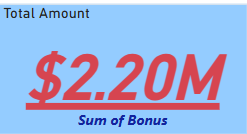 Total Amount
$2.20M
Sum of Bonus